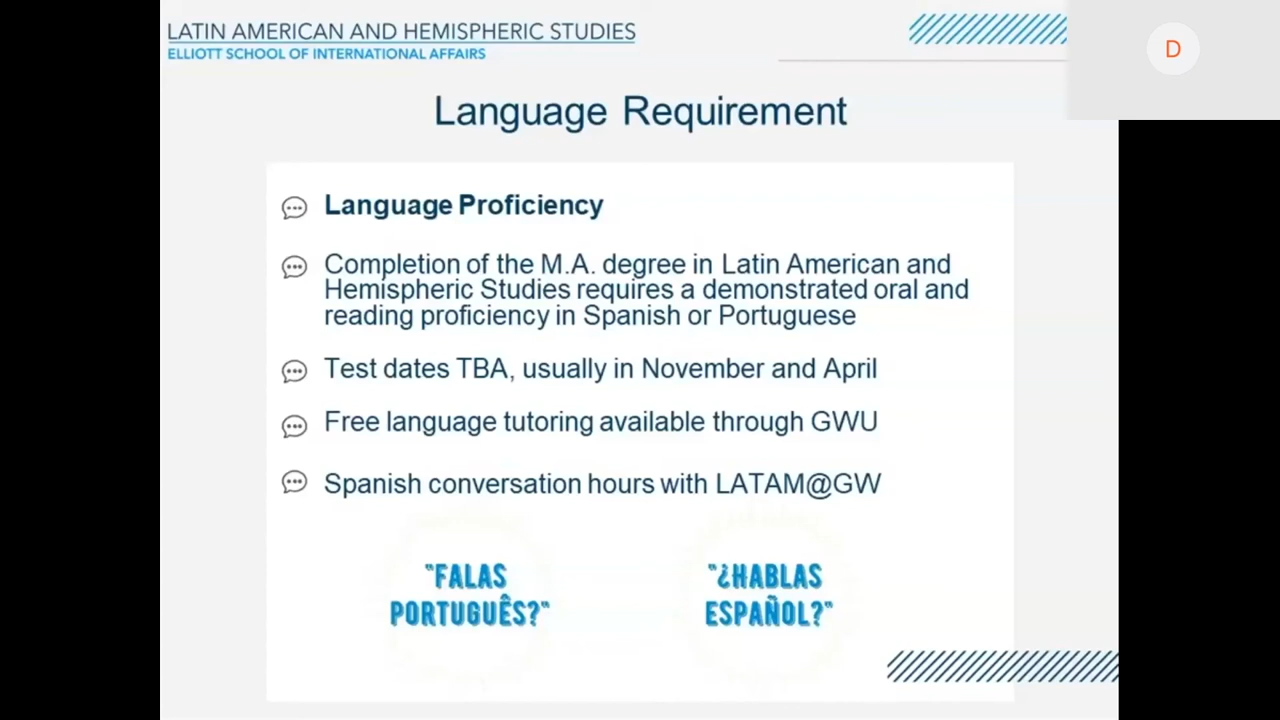 LATIN AMERICAN AND HEMISPHERIC STUDIES
ELLIOTT SCHOOL OF INTERNATIONAL AFFAIRS
D
Language Requirement
Language Proficiency
Completion of the M.A. degree in Latin American and
Hemispheric Studies requires a demonstrated oral and
reading proficiency in Spanish or Portuguese
Test dates TBA, usually in November and April
Free language tutoring available through GWU
Spanish conversation hours with LATAM@GW
"FALAS
PORTUGUÊS?"
"¿HABLAS
ESPAÑOL?"